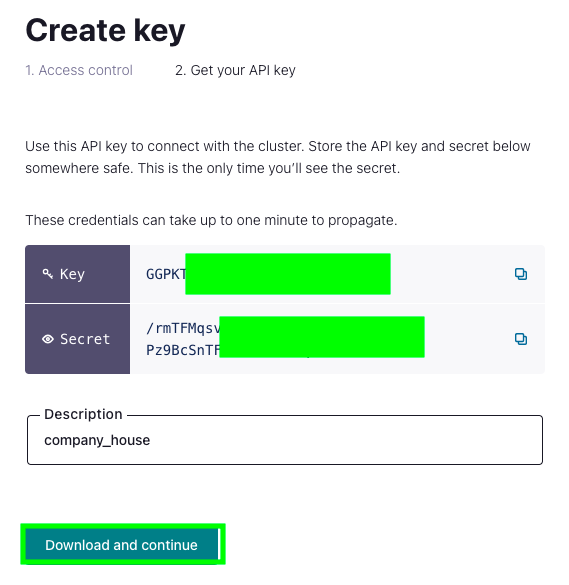 Create key
1. Access control 2. Get your API key
Use this API key to connect with the cluster. Store the API key and secret below
somewhere safe. This is the only time you’ll see the secret.
These credentials can take up to one minute to propagate.
Key GGPKT
Secret /rmTFMqsv
Pz9BcSnTF
Description
company_house
Download and continue